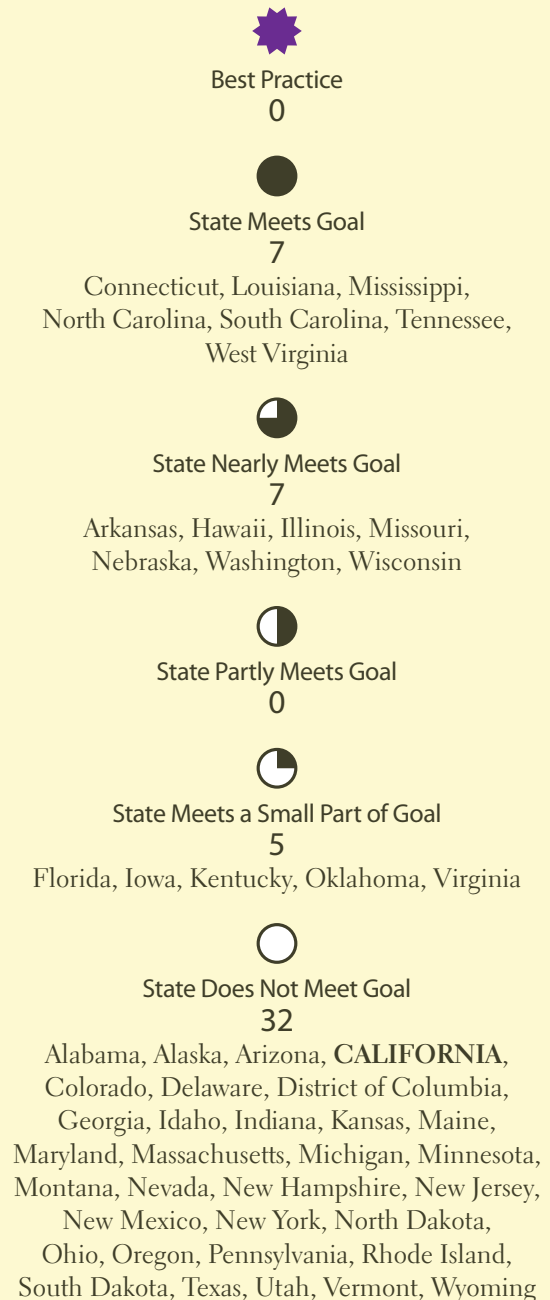 Best Practice
0
State Meets Goal
7
Connecticut, Louisiana, Mississippi,
North Carolina, South Carolina, Tennessee,
West Virginia
State Nearly Meets Goal
7
Arkansas, Hawaii, Illinois, Missouri,
Nebraska, Washington, Wisconsin
State Partly Meets Goal
0
State Meets a Small Part of Goal
5
Florida, Iowa, Kentucky, Oklahoma, Virginia
State Does Not Meet Goal
32
Alabama, Alaska, Arizona, CALIFORNIA,
Colorado, Delaware, District of Columbia,
Georgia, Idaho, Indiana, Kansas, Maine,
Maryland, Massachusetts, Michigan, Minnesota,
Montana, Nevada, New Hampshire, New Jersey,
New Mexico, New York, North Dakota,
Ohio, Oregon, Pennsylvania, Rhode Island,
South Dakota, Texas, Utah, Vermont, Wyoming